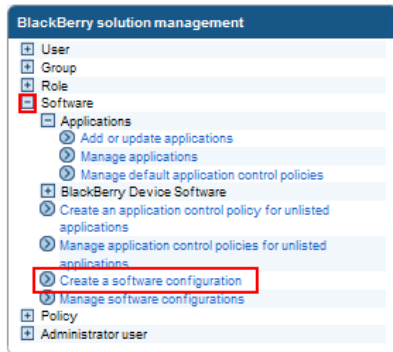 BlackBerry solution management
User
Group
Role
Software
Applications
Add or update applications
Manage applications
Manage default application control policies
BlackBerry Device Software
Create an application control policy for unlisted
applications
Manage application control policies for unlisted
applications
Create a software configuration
Manage software configurations
Policy
Administrator user